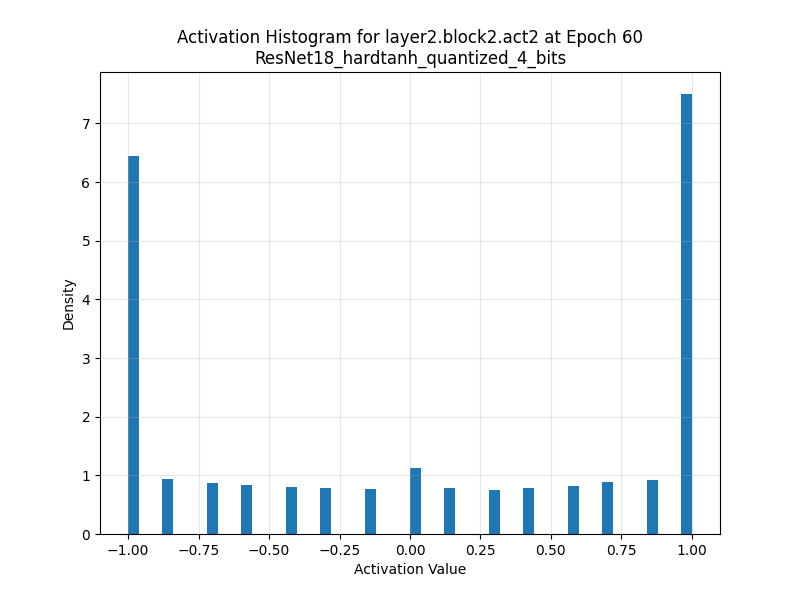 Activation Histogram for layer2.block2.act2 at Epoch 60
ResNet18_hardtanh_quantized_4_bits
Density
7
6
5
4
3
2
1
0
−1.00 −0.75 −0.50 −0.25 0.00 0.25 0.50 0.75 1.00
Activation Value